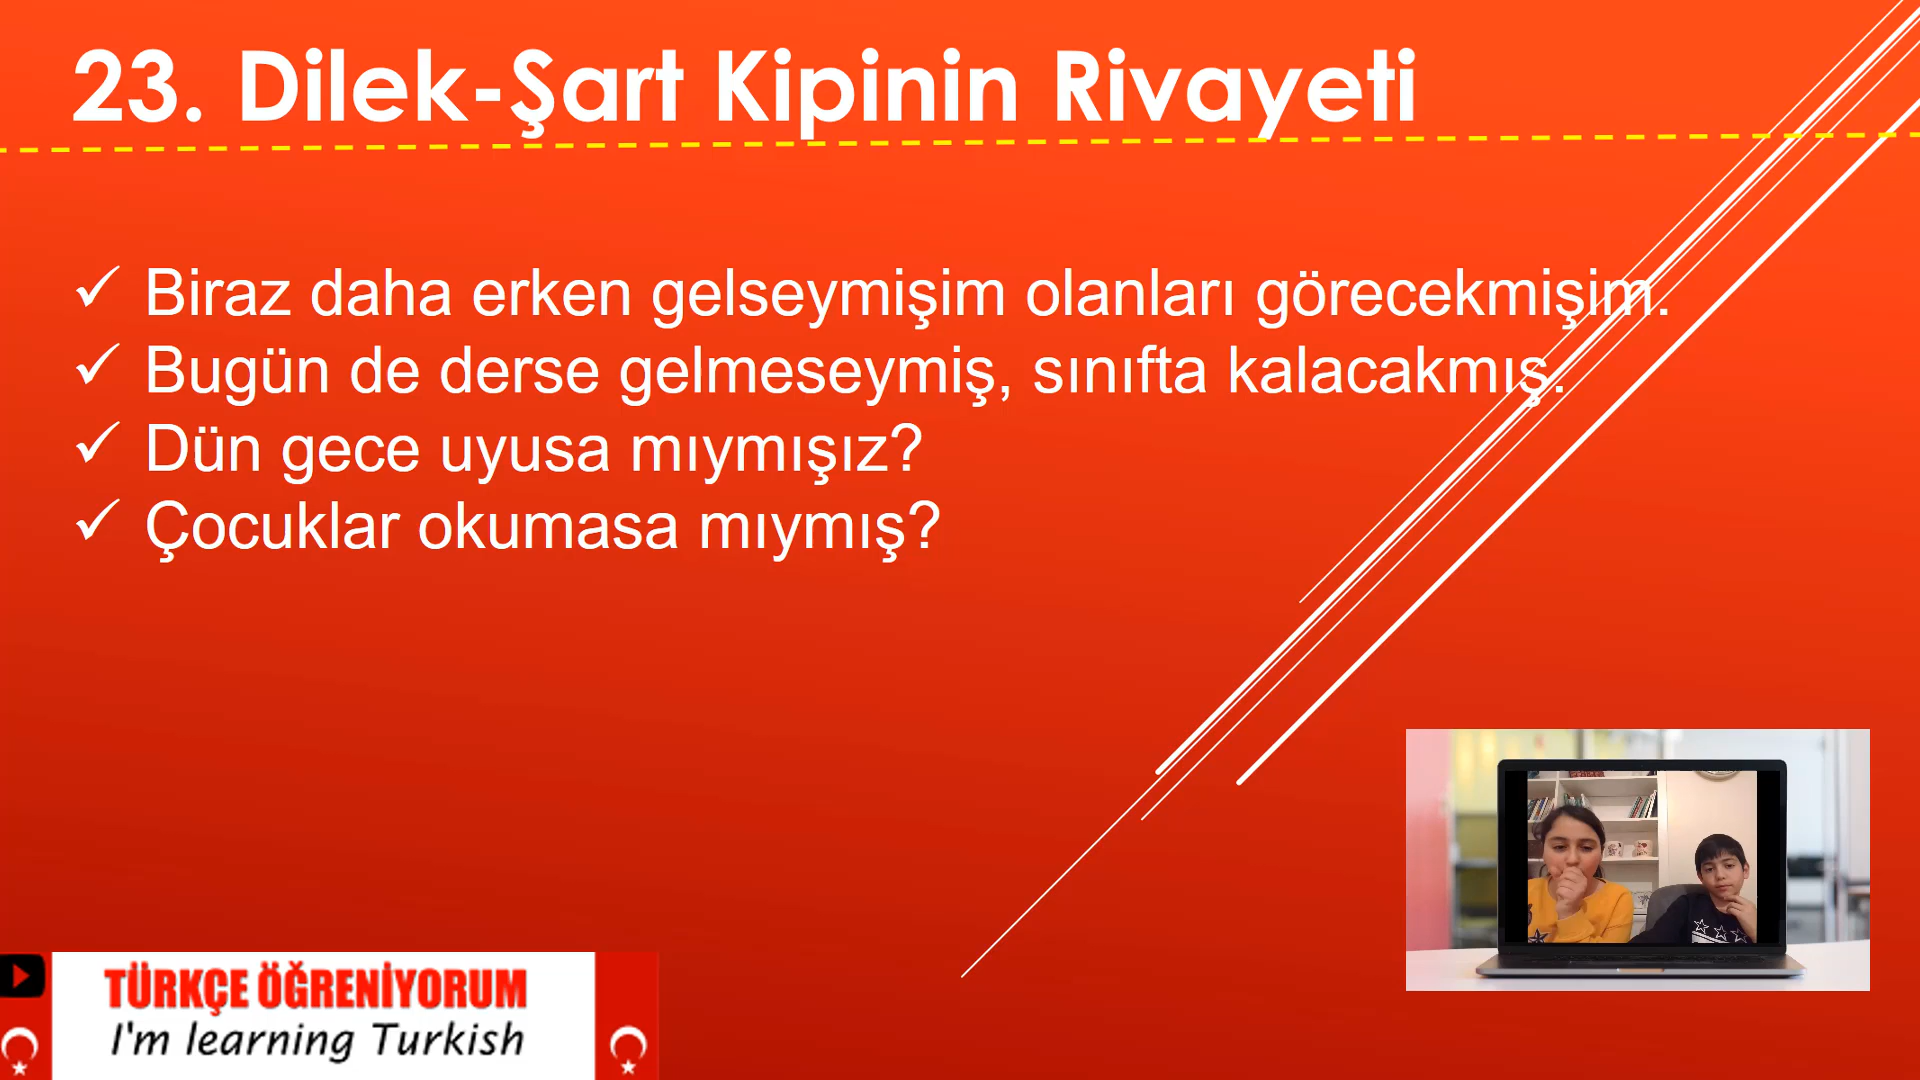 23. Dilek-Şart Kipinin Rivayeti
✓ Biraz daha erken gelseymişim olanları görecekmişim.
✓ Bugün de derse gelmeseymiş, sınıfta kalacakmış.
✓ Dün gece uyusa mıymışız?
✓ Çocuklar okumasa mıymış?
TÜRKÇE ÖĞRENİYORUM
I'm learning Turkish